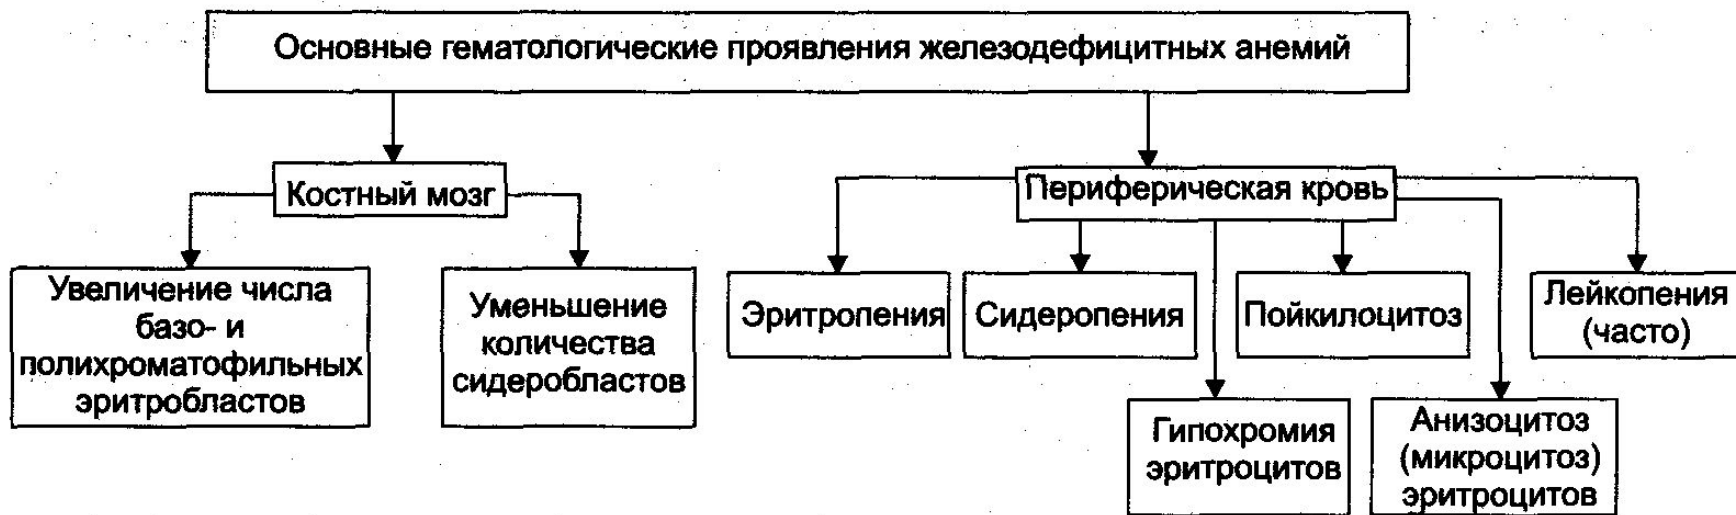 Основные гематологические проявления железодефицитных анемий
Костный мозг
Периферическая кровь
Увеличение числа
базо- и
полихроматофильных
эритробластов
Уменьшение
количества
сидеробластов
Эритропения
Сидеропения
Пойкилоцитоз
Лейкопения
(часто)
Гипохромия
эритроцитов
Анизоцитоз
(микроцитоз)
эритроцитов